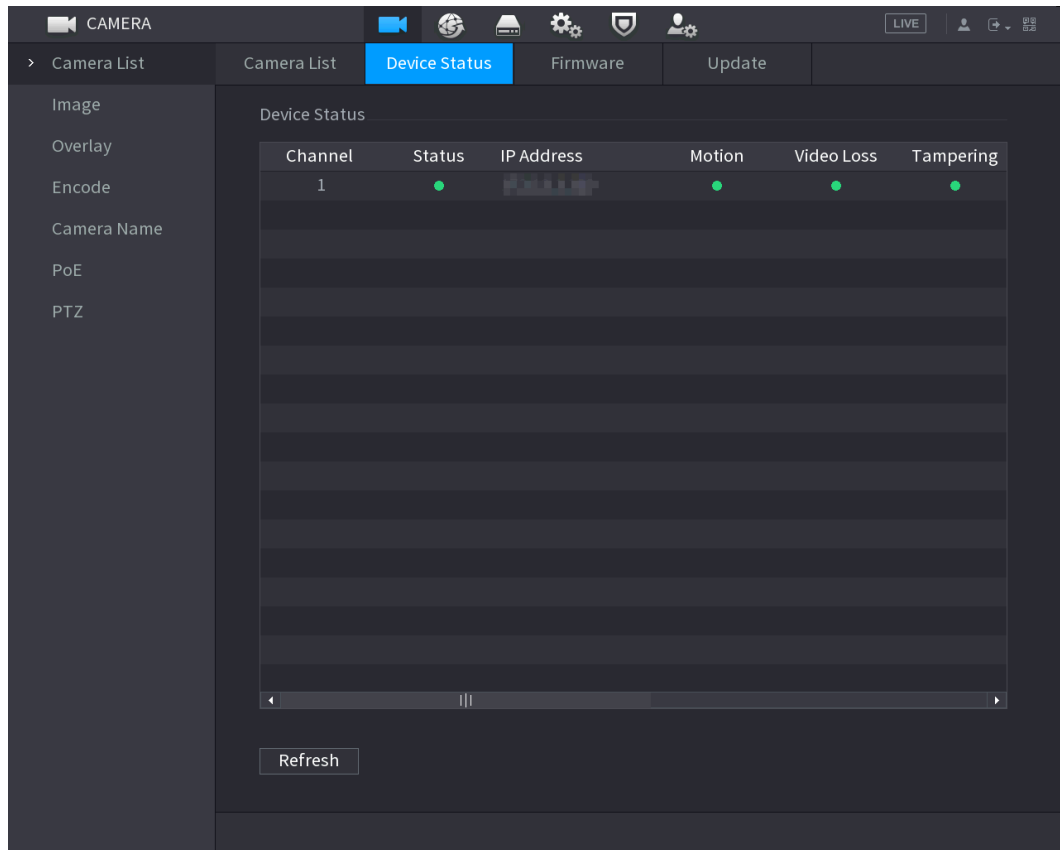 CAMERA
LIVE
Camera List
Image
Overlay
Encode
Camera Name
PoE
PTZ
Camera List Device Status Firmware Update
Device Status
Channel Status IP Address Motion Video Loss Tampering
1
Refresh